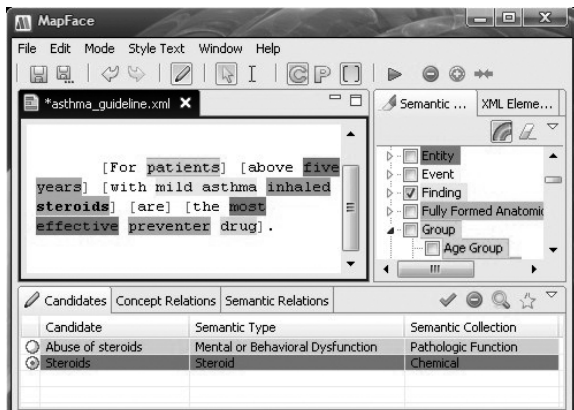 MapFace
File Edit Mode Style Text Window Help
*asthma_guideline.xml
Semantic ... XML Eleme...
[For patients] [above five
years] [with mild asthma inhaled
steroids] [are] [the most
effective preventer drug].
Entity
Event
Finding
Fully Formed Anatomic
Group
Age Group
Candidates Concept Relations Semantic Relations
Candidate Semantic Type Semantic Collection
Abuse of steroids Mental or Behavioral Dysfunction Pathologic Function
Steroids Steroid Chemical